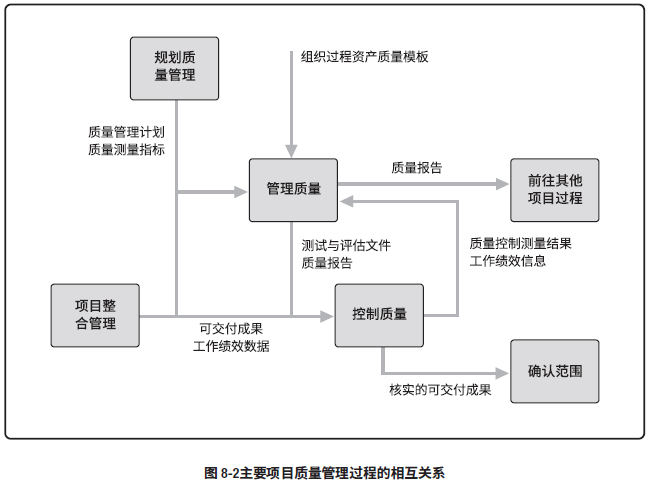 规划质
量管理
组织过程资产质量模板
质量管理计划
质量测量指标
管理质量
质量报告
前往其他
项目过程
测试与评估文件
质量报告
质量控制测量结果
工作绩效信息
项目整
合管理
控制质量
可交付成果
工作绩效数据
确认范围
核实的可交付成果
图 8-2主要项目质量管理过程的相互关系